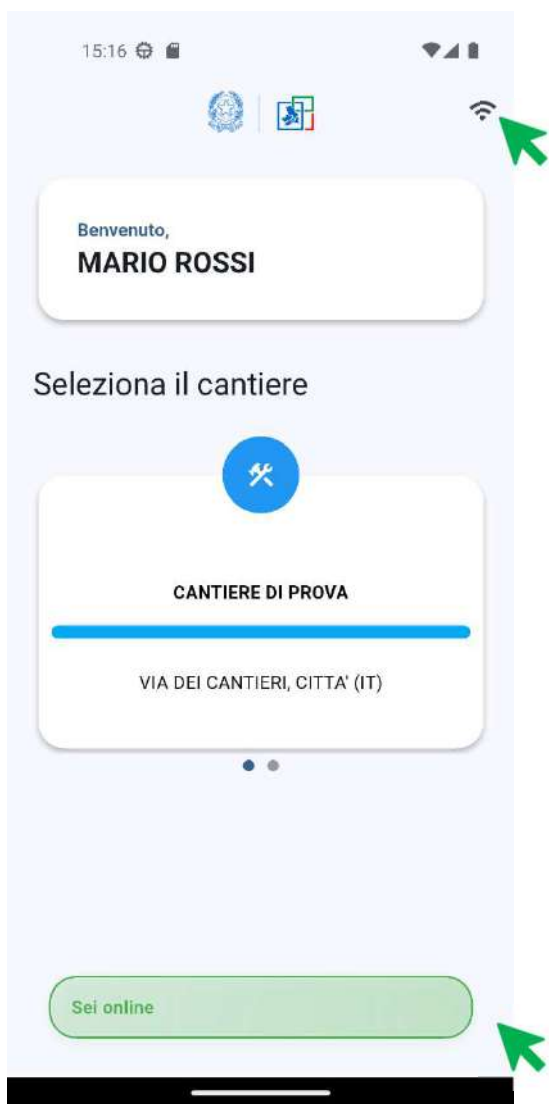 15:16
Benvenuto,
MARIO ROSSI
Seleziona il cantiere
CANTIERE DI PROVA
VIA DEI CANTIERI, CITTA' (IT)
Sei online